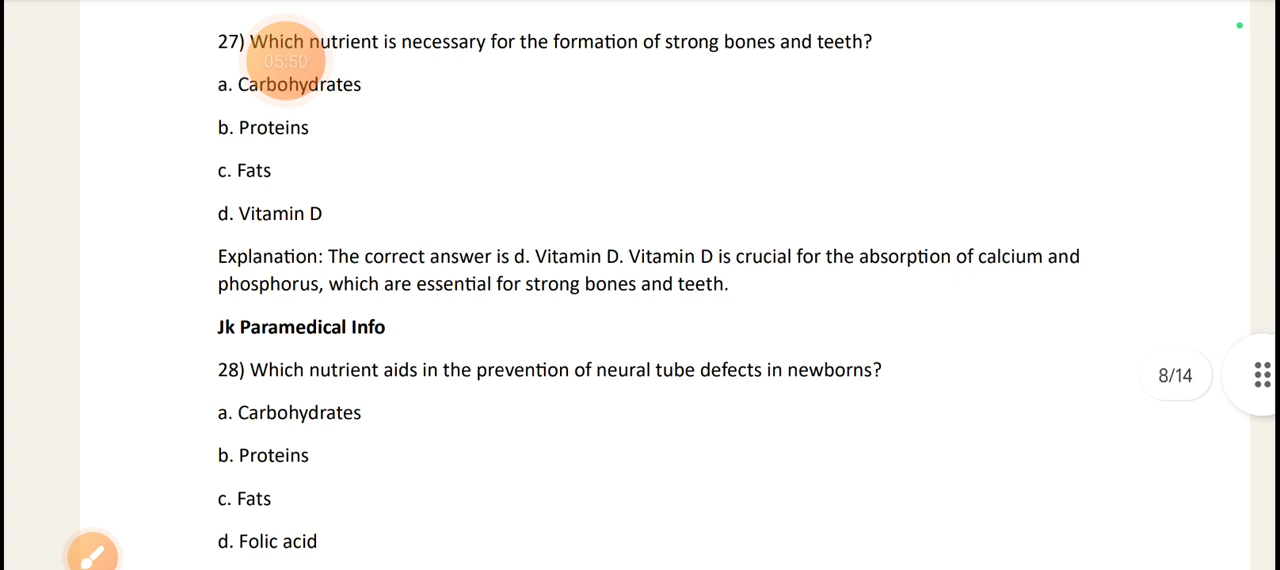 27) Which nutrient is necessary for the formation of strong bones and teeth?
05:50
a. Carbohydrates
b. Proteins
c. Fats
d. Vitamin D
Explanation: The correct answer is d. Vitamin D. Vitamin D is crucial for the absorption of calcium and
phosphorus, which are essential for strong bones and teeth.
Jk Paramedical Info
28) Which nutrient aids in the prevention of neural tube defects in newborns?
8/14
a. Carbohydrates
b. Proteins
c. Fats
d. Folic acid